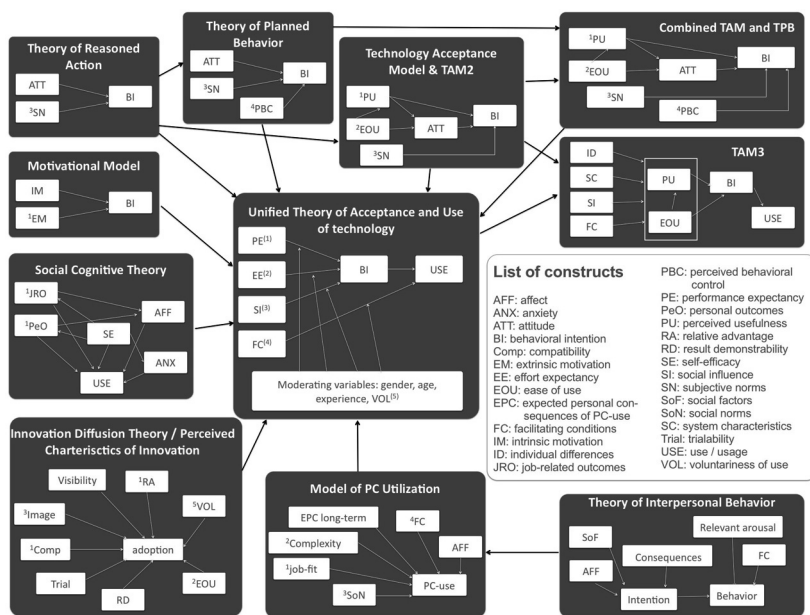 Theory of Reasoned
Action
ATT
³SN
BI
Theory of Planned
Behavior
ATT
³SN
⁴PBC
BI
Technology Acceptance
Model & TAM2
¹PU
²EOU
ATT
BI
³SN
Combined TAM and TPB
¹PU
²EOU
ATT
BI
³SN
⁴PBC
Motivational Model
IM
¹EM
BI
Unified Theory of Acceptance and Use
of technology
PE⁽¹⁾
EE⁽²⁾
SI⁽³⁾
FC⁽⁴⁾
BI
USE
Moderating variables: gender, age,
experience, VOL⁽⁵⁾
TAM3
ID
SC
SI
FC
PU
EOU
BI
USE
Social Cognitive Theory
¹JRO
¹PeO
SE
AFF
ANX
USE
List of constructs
AFF: affect
ANX: anxiety
ATT: attitude
BI: behavioral intention
Comp: compatibility
EM: extrinsic motivation
EE: effort expectancy
EOU: ease of use
EPC: expected personal con-
sequences of PC-use
FC: facilitating conditions
IM: intrinsic motivation
ID: individual differences
JRO: job-related outcomes
PBC: perceived behavioral
control
PE: performance expectancy
PeO: personal outcomes
PU: perceived usefulness
RA: relative advantage
RD: result demonstrability
SE: self-efficacy
SI: social influence
SN: subjective norms
SoF: social factors
SoN: social norms
SC: system characteristics
Trial: trialability
USE: use / usage
VOL: voluntariness of use
Innovation Diffusion Theory / Perceived
Charteristics of Innovation
Visibility
¹RA
³Image
⁵VOL
¹Comp
adoption
Trial
RD
²EOU
Model of PC Utilization
EPC long-term
⁴FC
²Complexity
AFF
¹job-fit
³SoN
PC-use
Theory of Interpersonal Behavior
SoF
Relevant arousal
Consequences
FC
AFF
Intention
Behavior